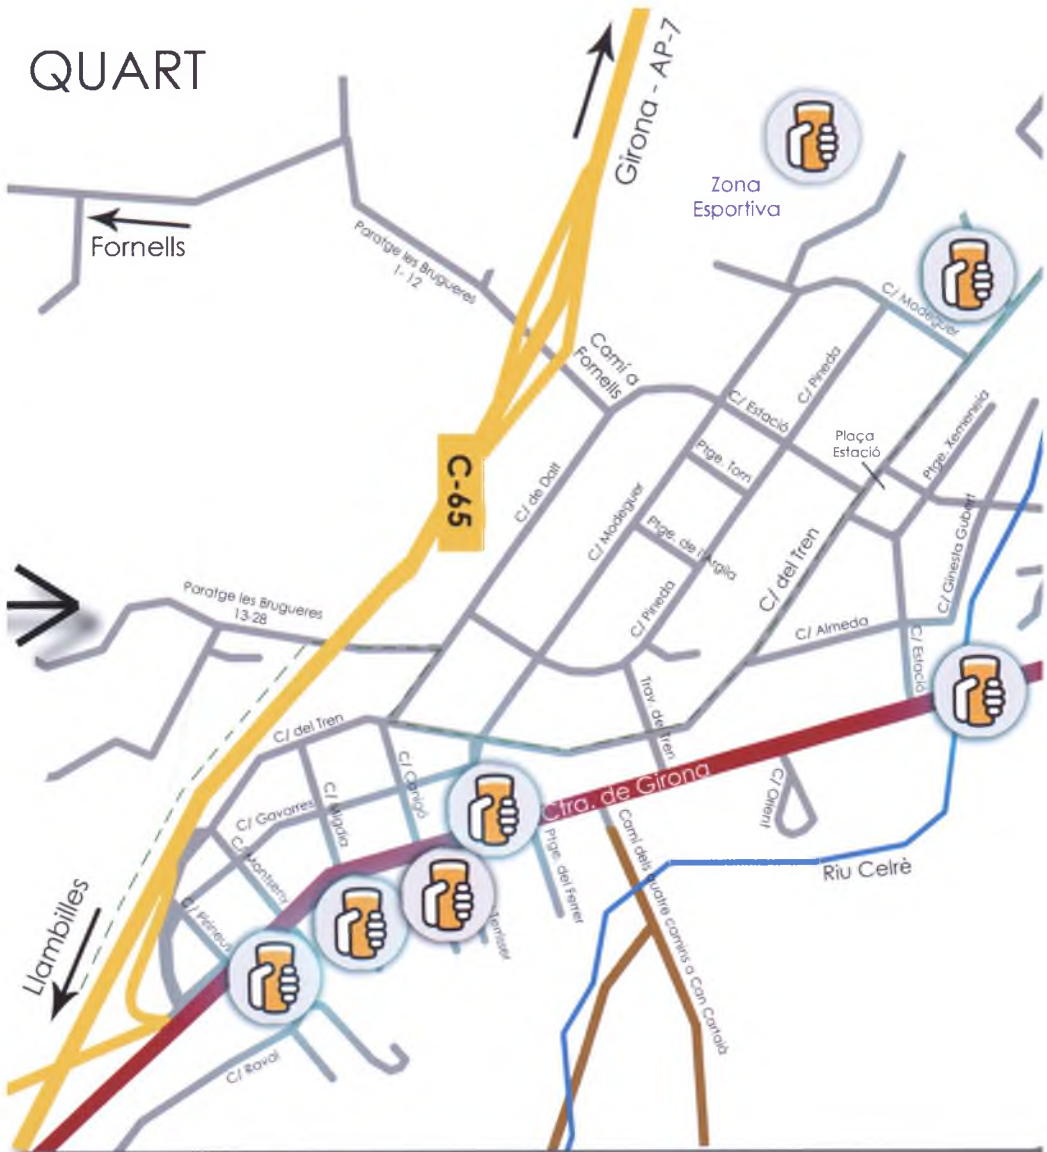 QUART
Girona - AP-7
Zona
Esportiva
Fornells
Paratge les Brugueres
1- 12
C/ Modeguer
Camí a
Fornells
C/ Pineda
C/ Estació
Plaça
Estació
Ptge. Xemeneia
Ptge. Torn
C-65
C/ de Dalt
C/ Modeguer
Ptge. de l'Argila
C/ del Tren
C/ Ginesta Gubert
Paratge les Brugueres
13-28
C/ Pineda
C/ Almeda
C/ Estació
Trav. del Tren
C/ del Tren
C/ Canigó
C/ Migdia
C/ Gavarres
Ctra. de Girona
C/ Orient
C/ Montseny
Ptge. del Ferrer
Camí dels quatre camins a Can Cartalà
Riu Celrè
Llambilles
C/ Pirineus
Terrisser
C/ Raval